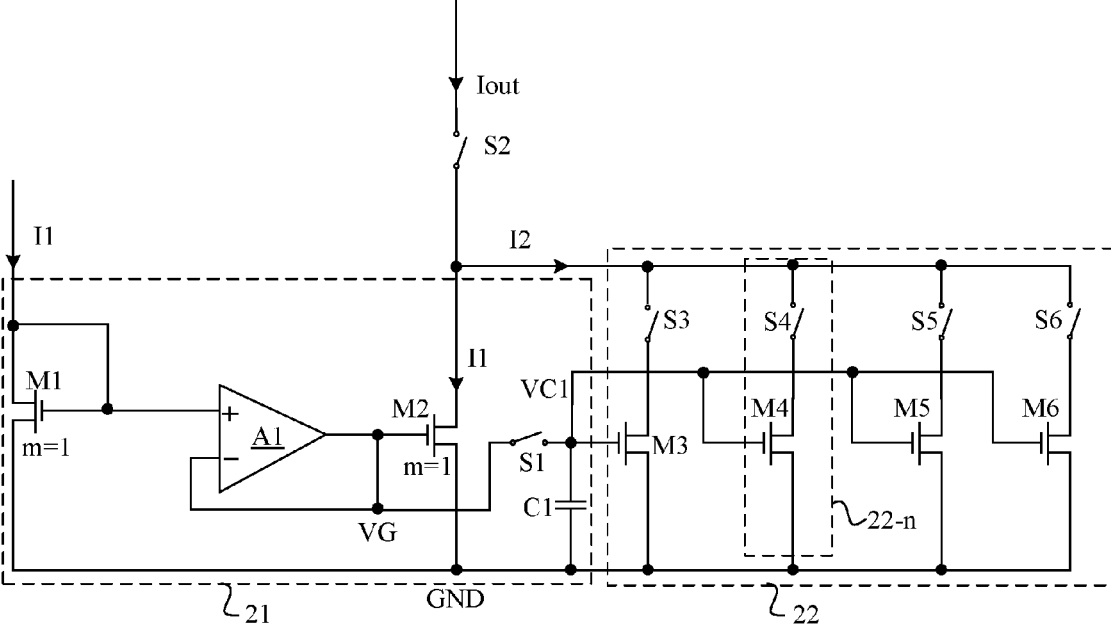 Iout
S2
I1
I2
S3
S4
S5
S6
I1
VC1
M1
M2
M4
M5
M6
+
A1
−
m=1
m=1
S1
M3
C1
VG
22-n
GND
21
22